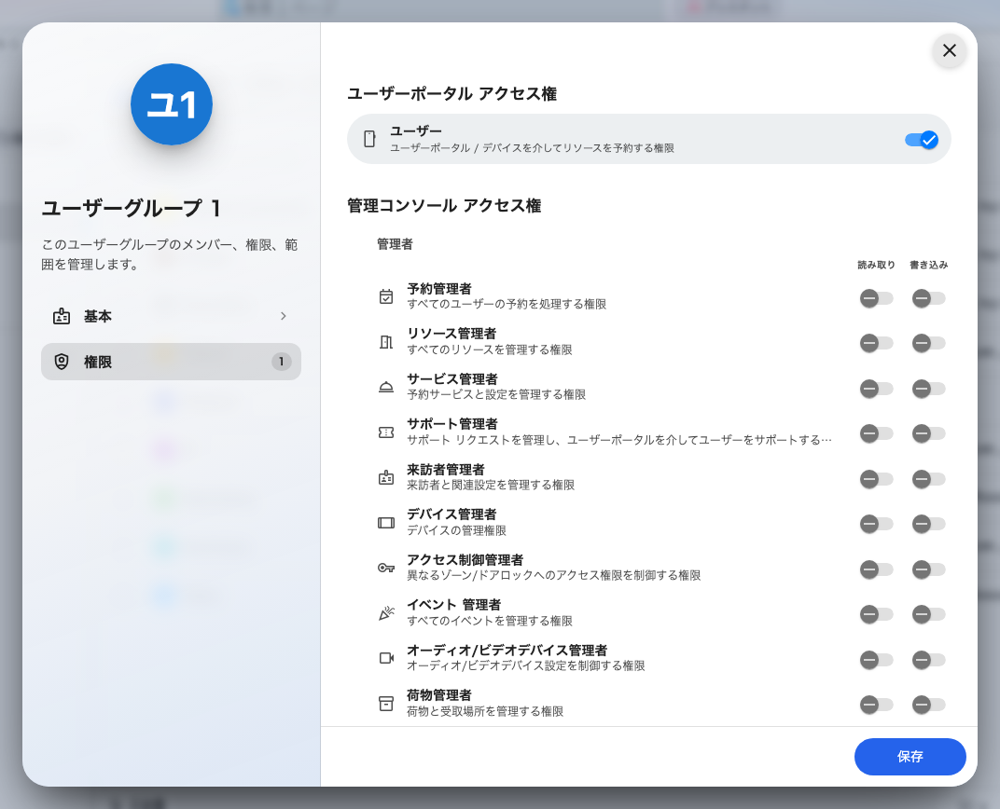 ユ1
ユーザーグループ 1
このユーザーグループのメンバー、権限、範
囲を管理します。
基本
権限
1
ユーザーポータル アクセス権
ユーザー
ユーザーポータル / デバイスを介してリソースを予約する権限
管理コンソール アクセス権
管理者
読み取り 書き込み
予約管理者
すべてのユーザーの予約を処理する権限
リソース管理者
すべてのリソースを管理する権限
サービス管理者
予約サービスと設定を管理する権限
サポート管理者
サポート リクエストを管理し、ユーザーポータルを介してユーザーをサポートする…
来訪者管理者
来訪者と関連設定を管理する権限
デバイス管理者
デバイスの管理権限
アクセス制御管理者
異なるゾーン/ドアロックへのアクセス権限を制御する権限
イベント 管理者
すべてのイベントを管理する権限
オーディオ/ビデオデバイス管理者
オーディオ/ビデオデバイス設定を制御する権限
荷物管理者
荷物と受取場所を管理する権限
保存